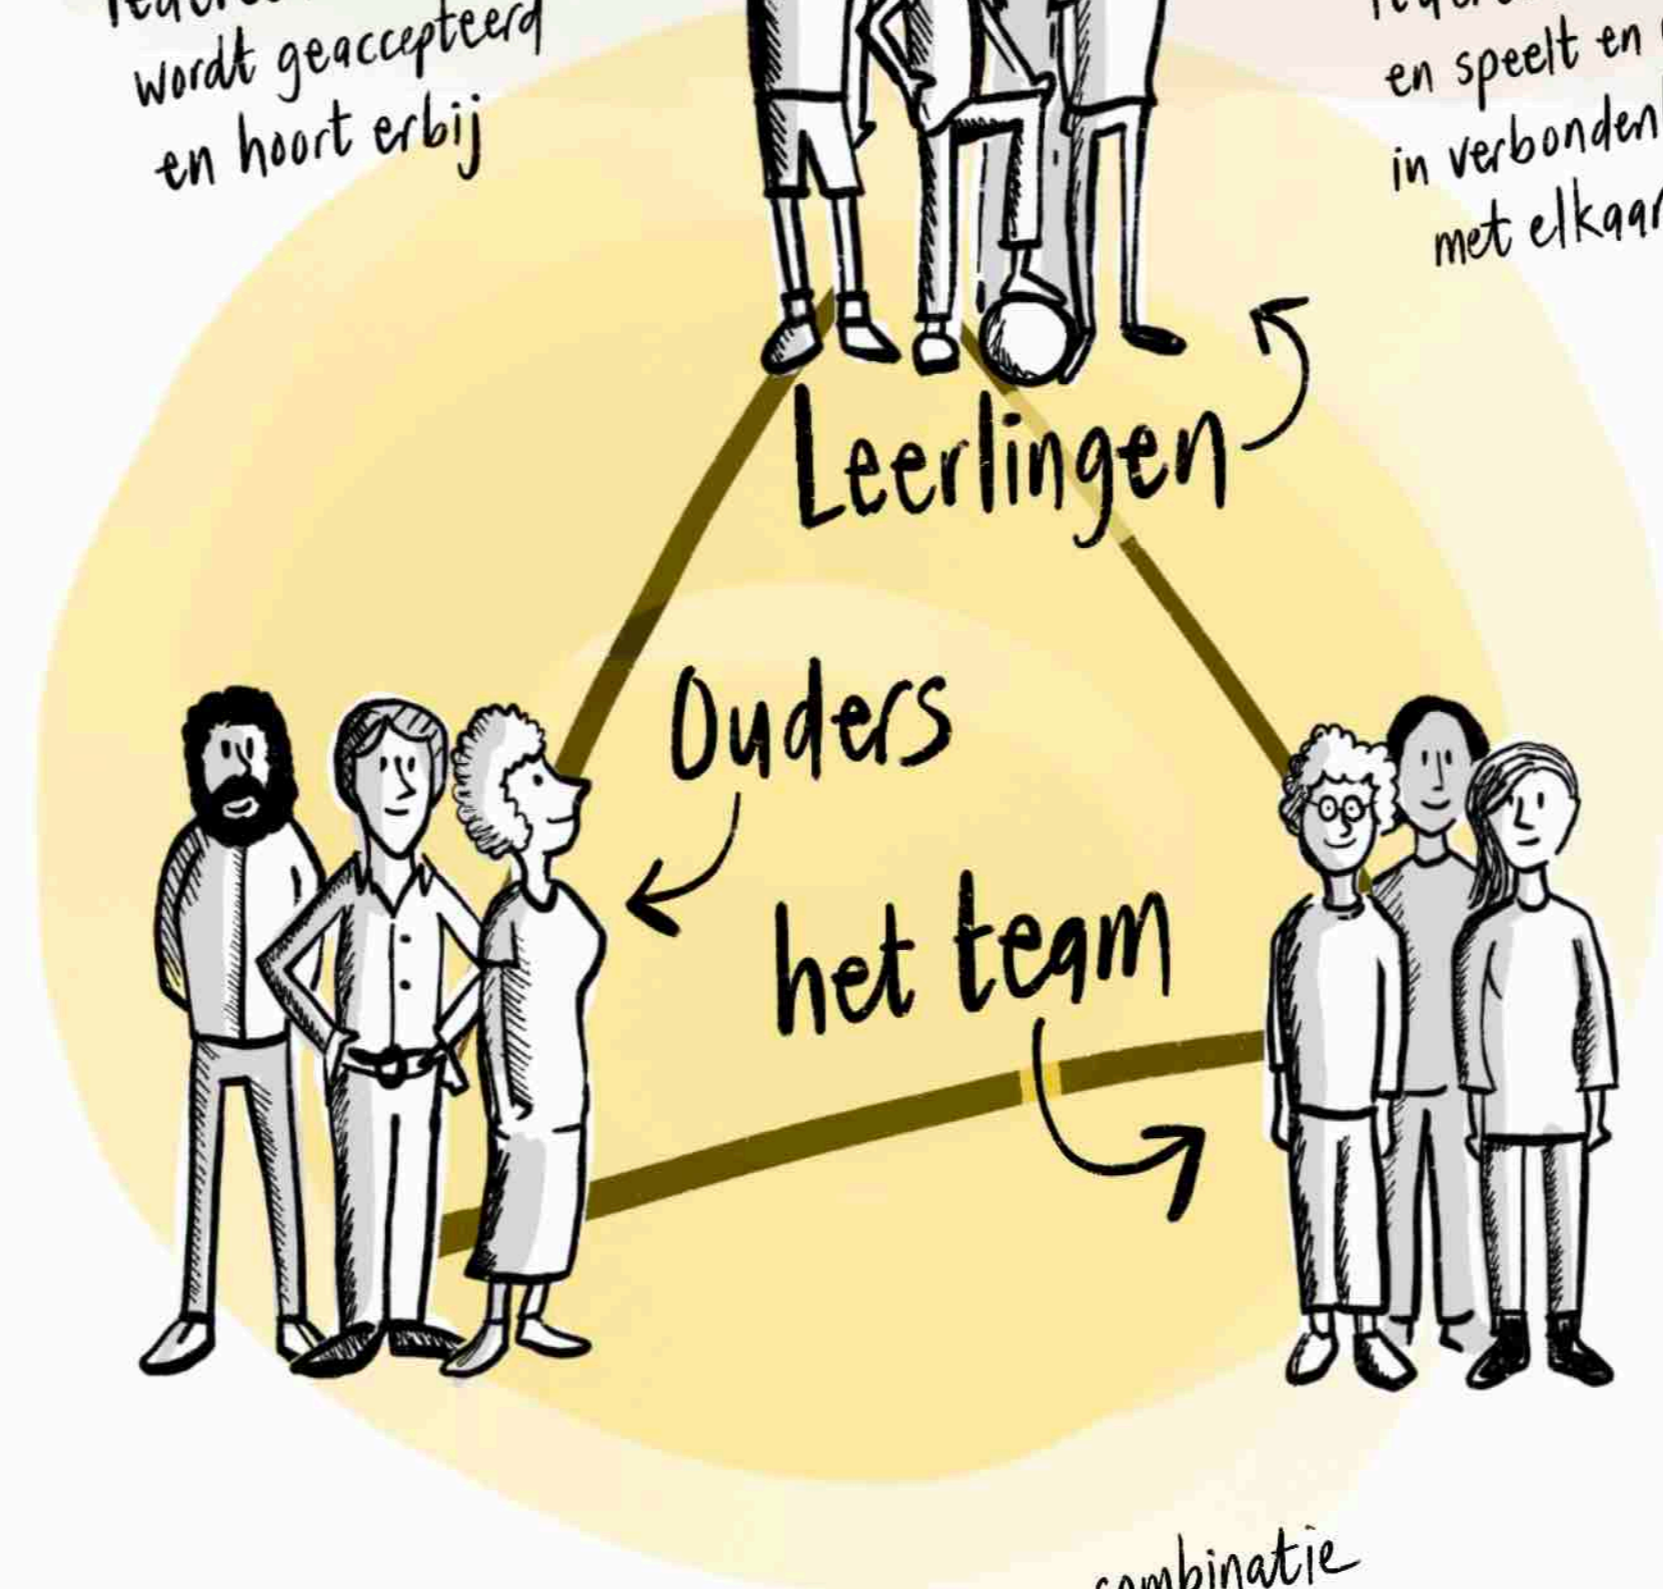 wordt geaccepteerd
en hoort erbij
en speelt en
in verbonden
met elkaar
Leerlingen
Ouders
het team
combinatie